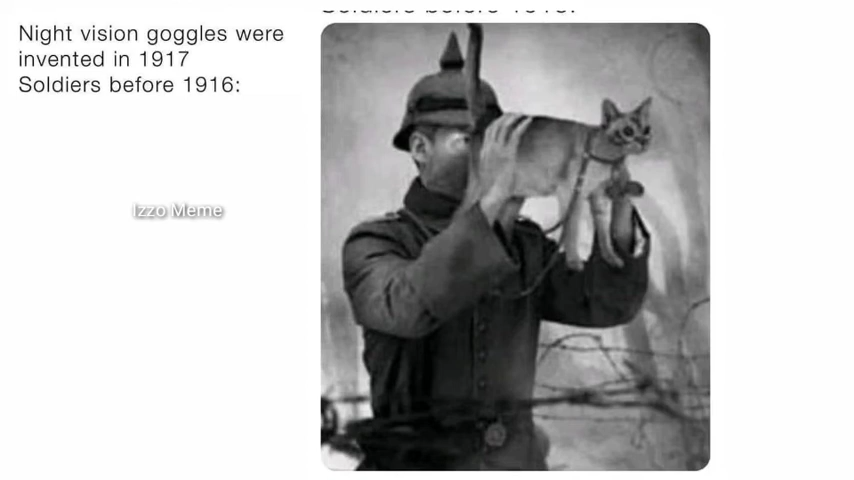 Night vision goggles were
invented in 1917
Soldiers before 1916:
Izzo Meme